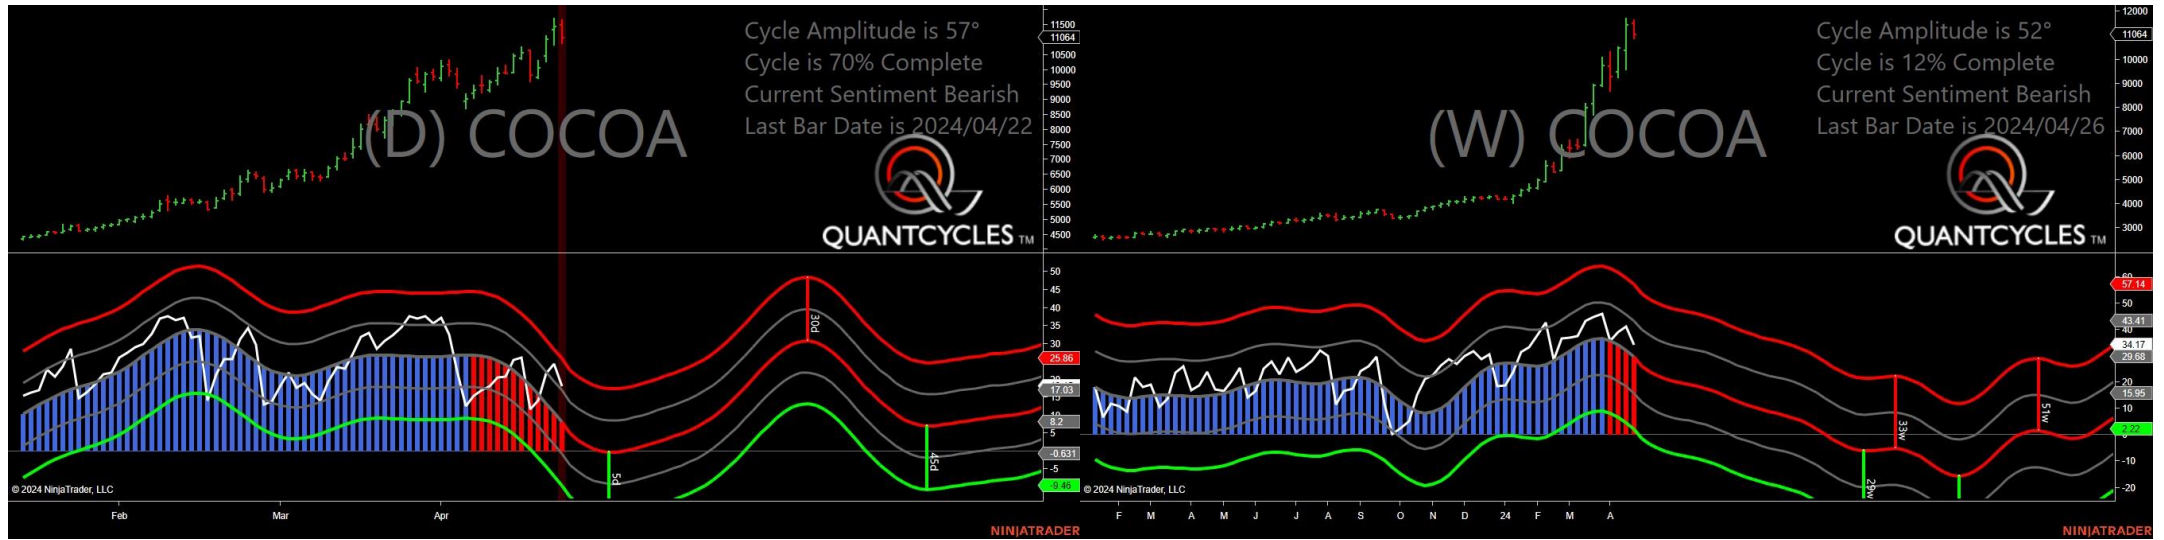 Cycle Amplitude is 57°
Cycle is 70% Complete
Current Sentiment Bearish
Last Bar Date is 2024/04/22
(D) COCOA
QUANTCYCLES TM
11500
11064
10500
10000
9500
9000
8500
8000
7500
7000
6500
6000
5500
5000
4500
50
45
40
35
30
25.86
17.03
8.2
5
-0.631
-5
-9.46
30d
5d
45d
© 2024 NinjaTrader, LLC
Feb Mar Apr
NINJATRADER
Cycle Amplitude is 52°
Cycle is 12% Complete
Current Sentiment Bearish
Last Bar Date is 2024/04/26
(W) COCOA
QUANTCYCLES TM
12000
11064
10000
9000
8000
7000
6000
5000
4000
3000
60
57.14
50
43.41
40
34.17
29.68
20
15.95
10
2.22
-10
-20
33w
51w
29w
© 2024 NinjaTrader, LLC
F M A M J J A S O N D 24 F M A
NINJATRADER